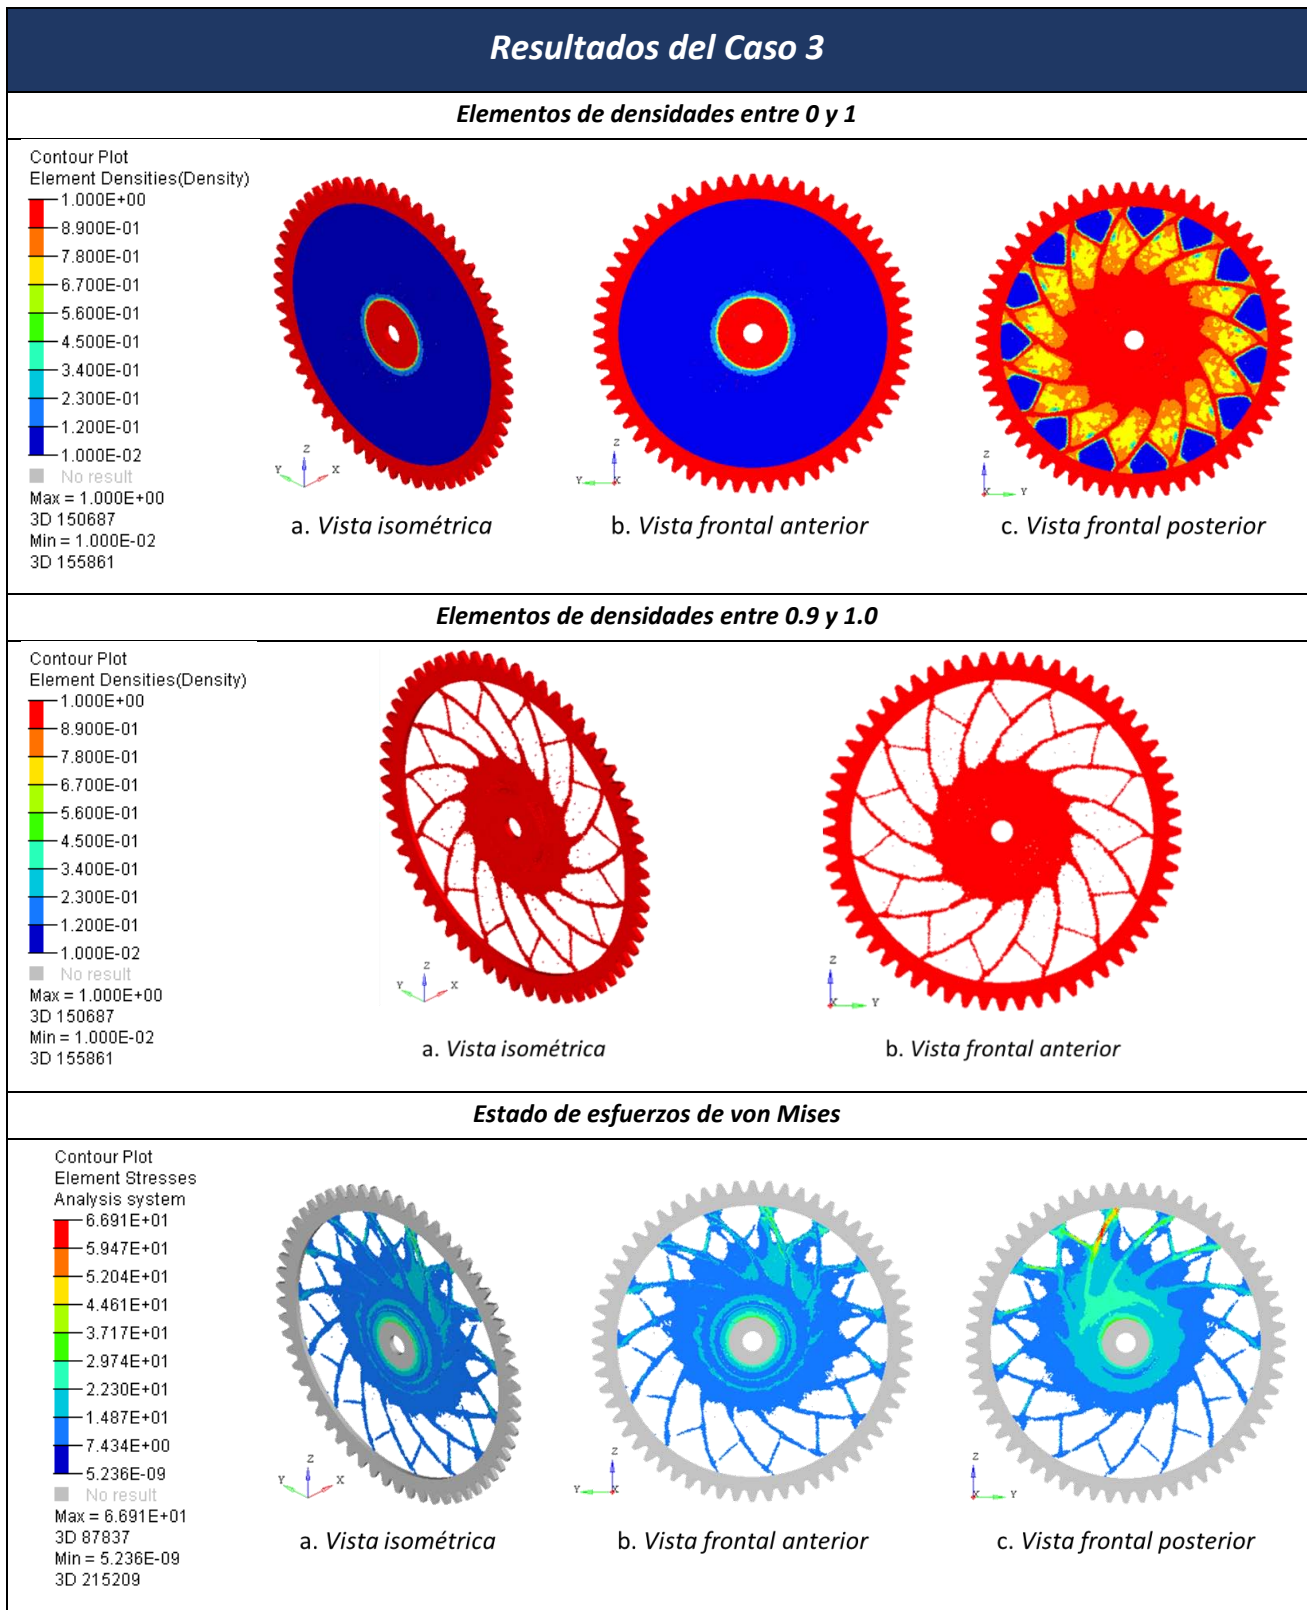 Resultados del Caso 3
Elementos de densidades entre 0 y 1
Contour Plot
Element Densities(Density)
1.000E+00
8.900E-01
7.800E-01
6.700E-01
5.600E-01
4.500E-01
3.400E-01
2.300E-01
1.200E-01
1.000E-02
No result
Max = 1.000E+00
3D 150687
Min = 1.000E-02
3D 155861
Z
Y
X
Z
Y
X
Z
X
Y
a. Vista isométrica
b. Vista frontal anterior
c. Vista frontal posterior
Elementos de densidades entre 0.9 y 1.0
Contour Plot
Element Densities(Density)
1.000E+00
8.900E-01
7.800E-01
6.700E-01
5.600E-01
4.500E-01
3.400E-01
2.300E-01
1.200E-01
1.000E-02
No result
Max = 1.000E+00
3D 150687
Min = 1.000E-02
3D 155861
Z
Y
X
Z
X
Y
a. Vista isométrica
b. Vista frontal anterior
Estado de esfuerzos de von Mises
Contour Plot
Element Stresses
Analysis system
6.691E+01
5.947E+01
5.204E+01
4.461E+01
3.717E+01
2.974E+01
2.230E+01
1.487E+01
7.434E+00
5.236E-09
No result
Max = 6.691E+01
3D 87837
Min = 5.236E-09
3D 215209
Z
Y
X
Z
Y
X
Z
X
Y
a. Vista isométrica
b. Vista frontal anterior
c. Vista frontal posterior